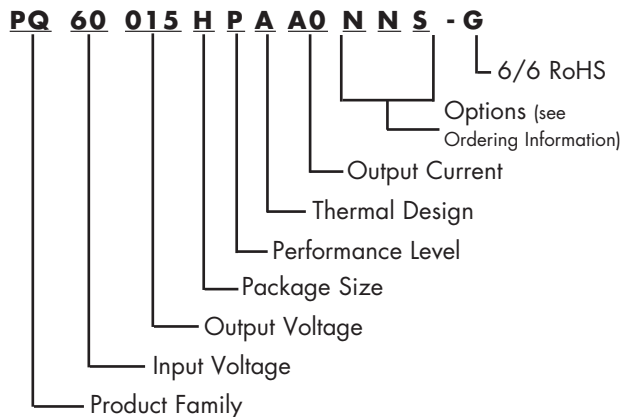 PQ 60 015 H P A A0 N N S - G
6/6 RoHS
Options (see
Ordering Information)
Output Current
Thermal Design
Performance Level
Package Size
Output Voltage
Input Voltage
Product Family